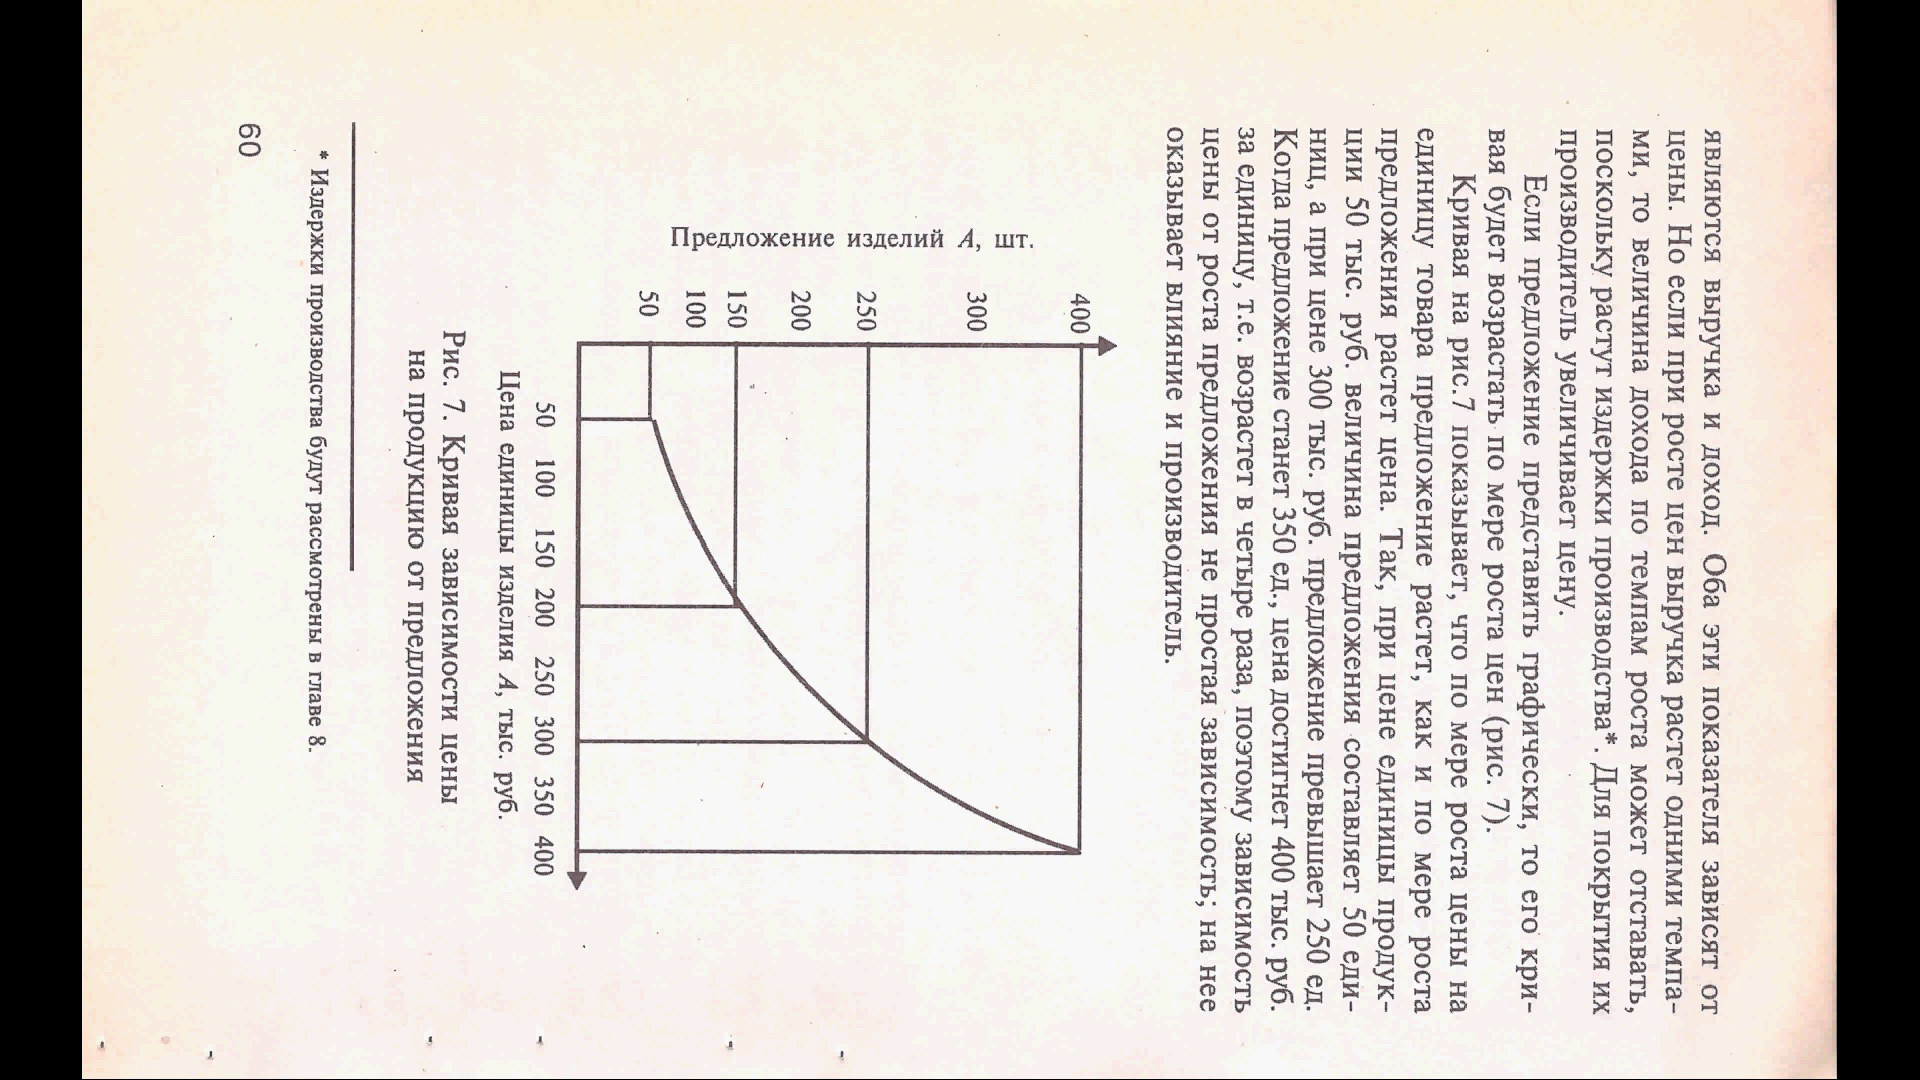 являются выручка и доход. Оба эти показателя зависят от
цены. Но если при росте цен выручка растет одними темпа-
ми, то величина дохода по темпам роста может отставать,
поскольку растут издержки производства*. Для покрытия их
производитель увеличивает цену.
Если предложение представить графически, то его кри-
вая будет возрастать по мере роста цен (рис. 7).
Кривая на рис.7 показывает, что по мере роста цены на
единицу товара предложение растет, как и по мере роста
предложения растет цена. Так, при цене единицы продук-
ции 50 тыс. руб. величина предложения составляет 50 еди-
ниц, а при цене 300 тыс. руб. предложение превышает 250 ед.
Когда предложение станет 350 ед., цена достигнет 400 тыс. руб.
за единицу, т.е. возрастет в четыре раза, поэтому зависимость
цены от роста предложения не простая зависимость; на нее
оказывает влияние и производитель.
Предложение изделий А, шт.
400
300
250
200
150
100
50
50 100 150 200 250 300 350 400
Цена единицы изделия А, тыс. руб.
Рис. 7. Кривая зависимости цены
на продукцию от предложения
* Издержки производства будут рассмотрены в главе 8.
60